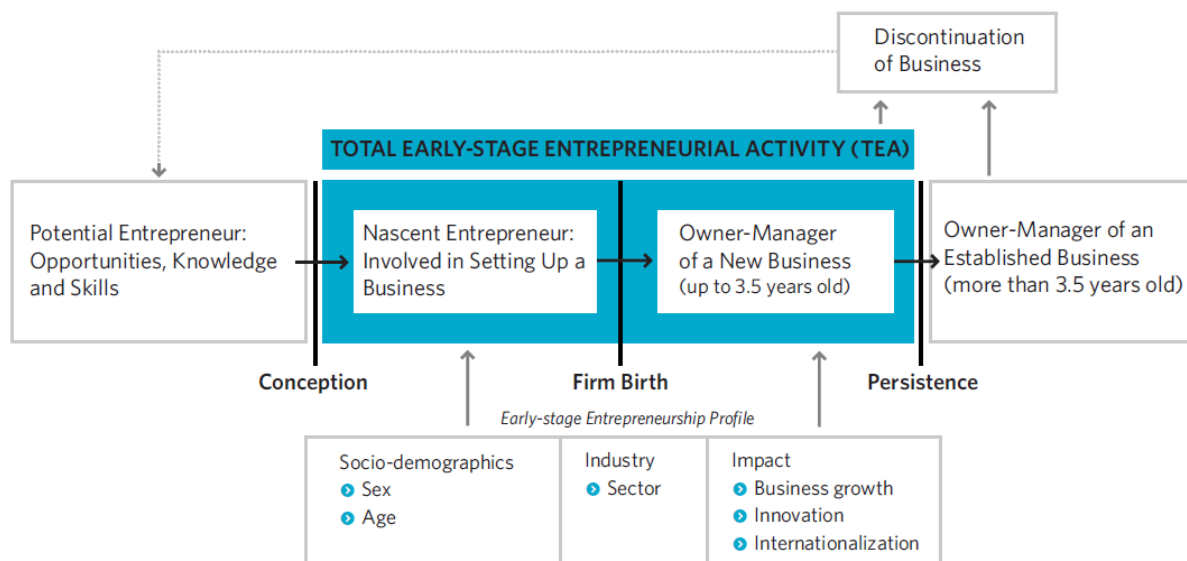 Discontinuation
of Business
TOTAL EARLY-STAGE ENTREPRENEURIAL ACTIVITY (TEA)
Potential Entrepreneur:
Opportunities, Knowledge
and Skills
Nascent Entrepreneur:
Involved in Setting Up a
Business
Owner-Manager
of a New Business
(up to 3.5 years old)
Owner-Manager of an
Established Business
(more than 3.5 years old)
Conception
Firm Birth
Persistence
Early-stage Entrepreneurship Profile
Socio-demographics
Sex
Age
Industry
Sector
Impact
Business growth
Innovation
Internationalization